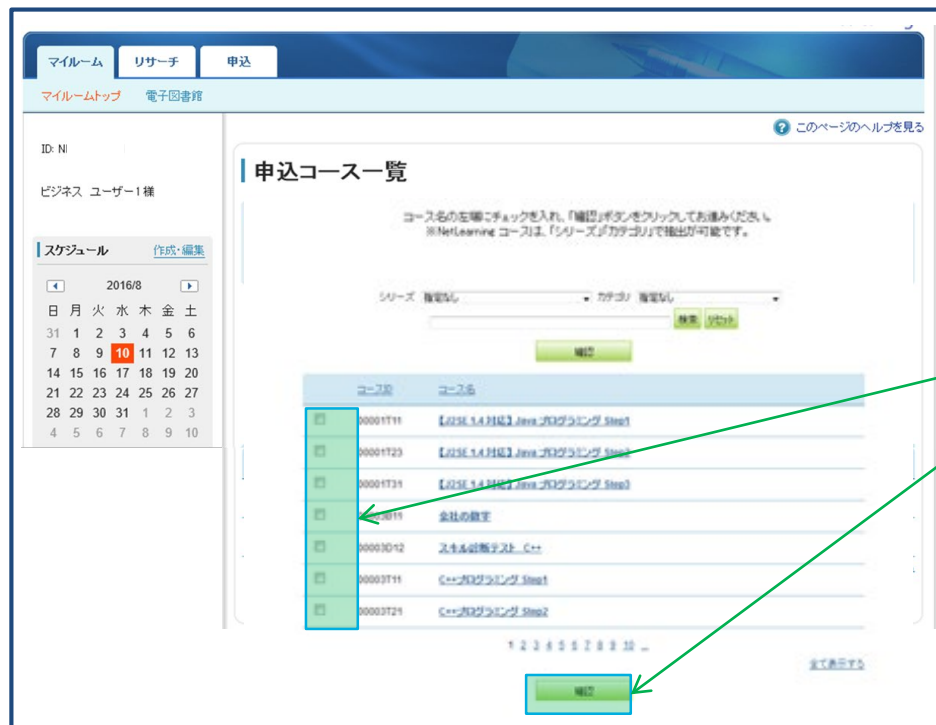 マイルーム リサーチ 申込
マイルームトップ 電子図書館
このページのヘルプを見る
ID: N
ビジネス ユーザー1様
申込コース一覧
コース名の左端にチェックを入れ、「確認」ボタンをクリックしてお進みください。
※NetLearning コースは、「シリーズ」「カテゴリ」で抽出が可能です。
スケジュール 作成・編集
2016/8
日 月 火 水 木 金 土
31 1 2 3 4 5 6
7 8 9 10 11 12 13
14 15 16 17 18 19 20
21 22 23 24 25 26 27
28 29 30 31 1 2 3
4 5 6 7 8 9 10
シリーズ 指定なし カテゴリ 指定なし
検索 リセット
確認
コースID コース名
00001T11 【J2SE 1.4 対応】 Java プログラミング Step1
00001T23 【J2SE 1.4 対応】 Java プログラミング Step2
00001T31 【J2SE 1.4 対応】 Java プログラミング Step3
会社の数字
00003D12 スキル診断テスト C++
00003T11 C++プログラミング Step1
00003T21 C++プログラミング Step2
1 2 3 4 5 6 7 8 9 10 ...
全て表示する
確認